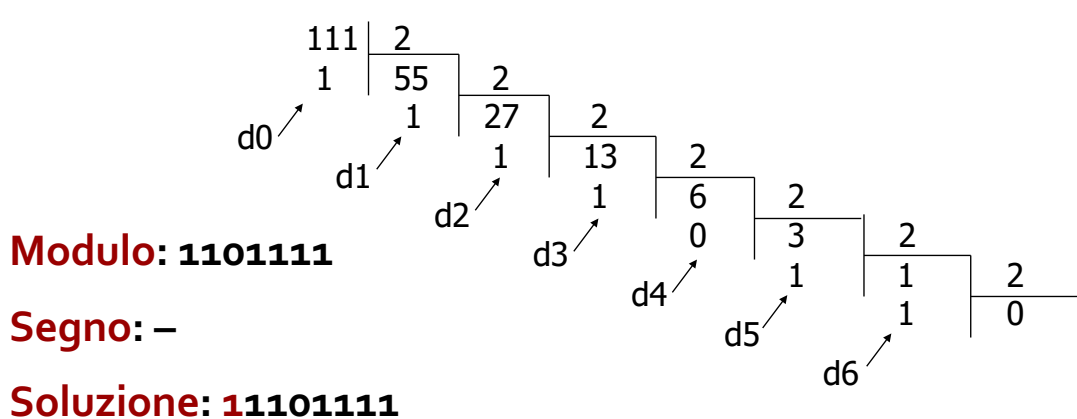 111 2
1 55 2
d0 1 27 2
d1 1 13 2
d2 1 6 2
d3 0 3 2
d4 1 1 2
d5 1 0
d6
Modulo: 1101111
Segno: –
Soluzione: 11101111